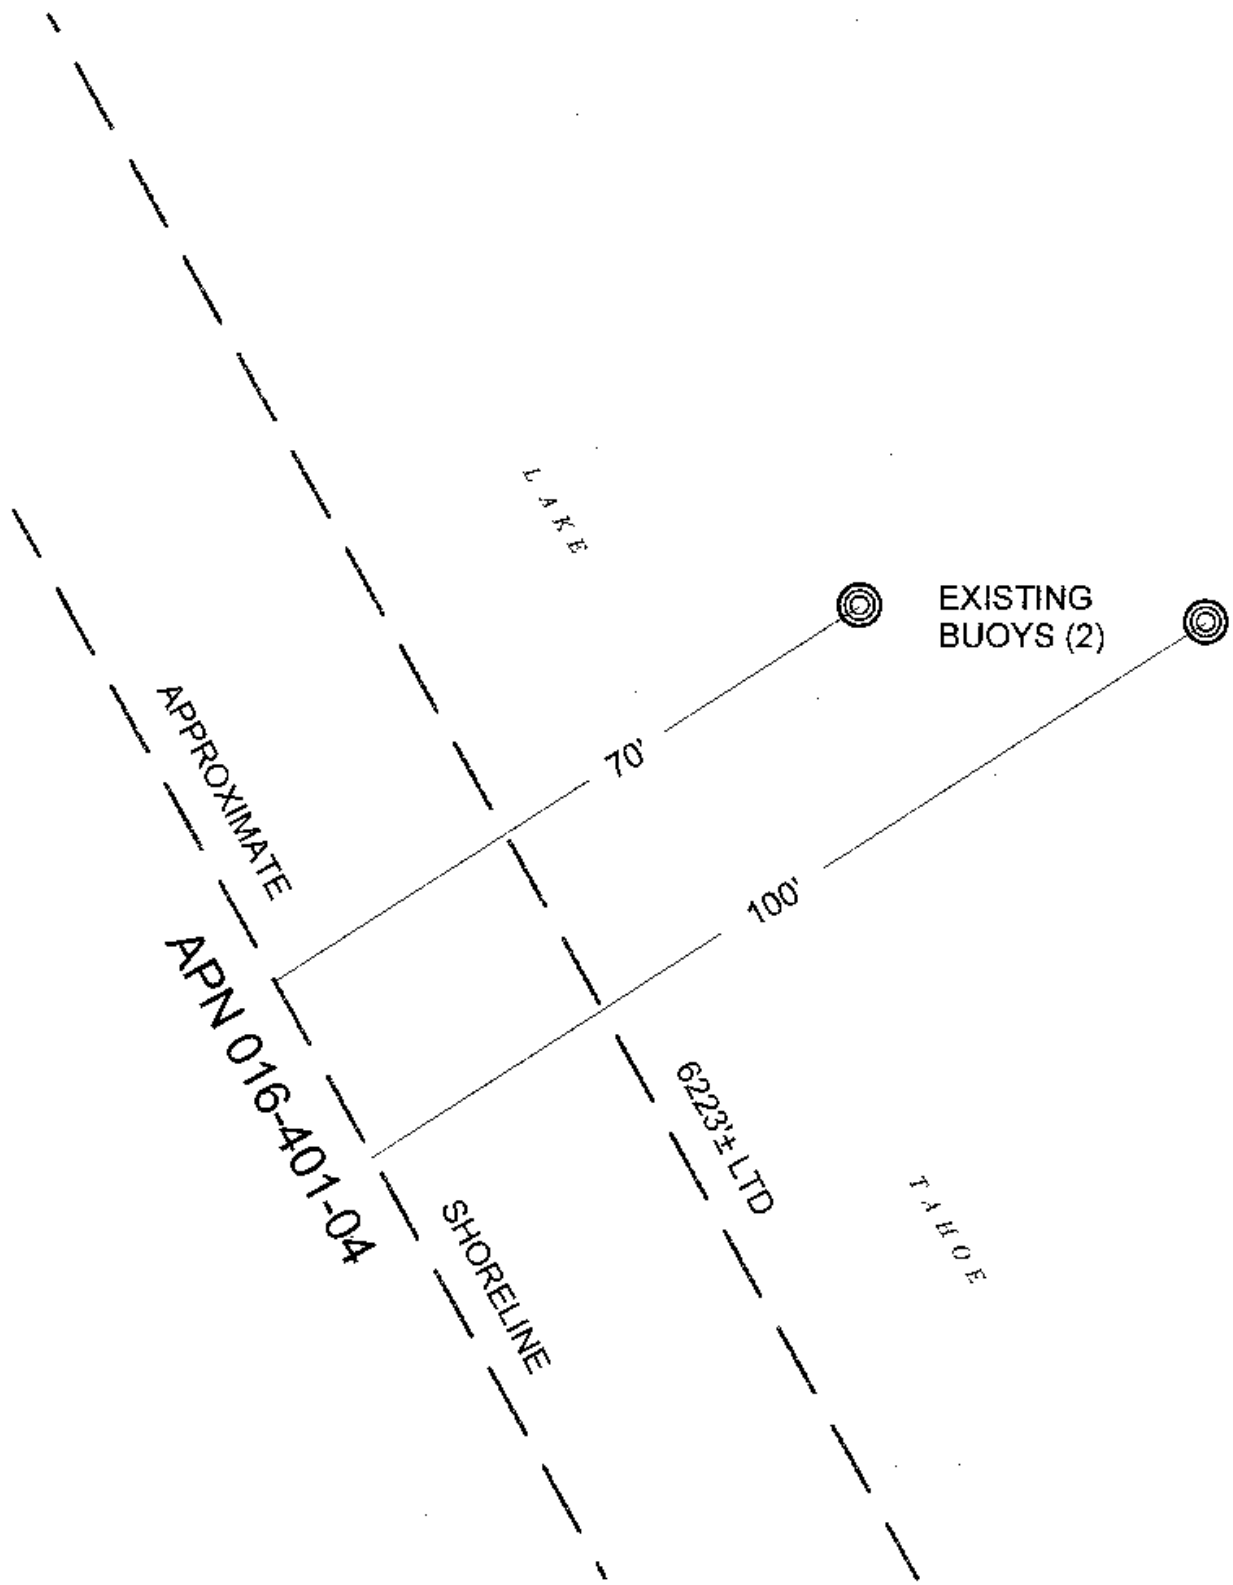 LAKE
EXISTING
BUOYS (2)
APPROXIMATE
70'
100'
APN 016-401-04
6223'± LTD
SHORELINE
TAHOE